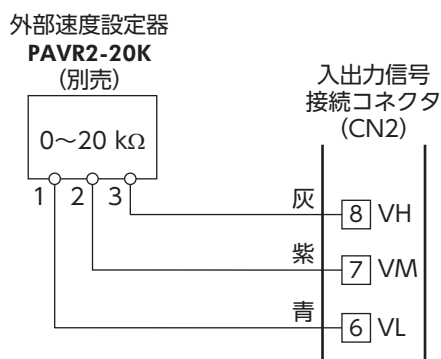 外部速度設定器
PAVR2-20K
（別売）
入出力信号
接続コネクタ
（CN2）
0～20 kΩ
1 2 3
灰
8 VH
紫
7 VM
青
6 VL